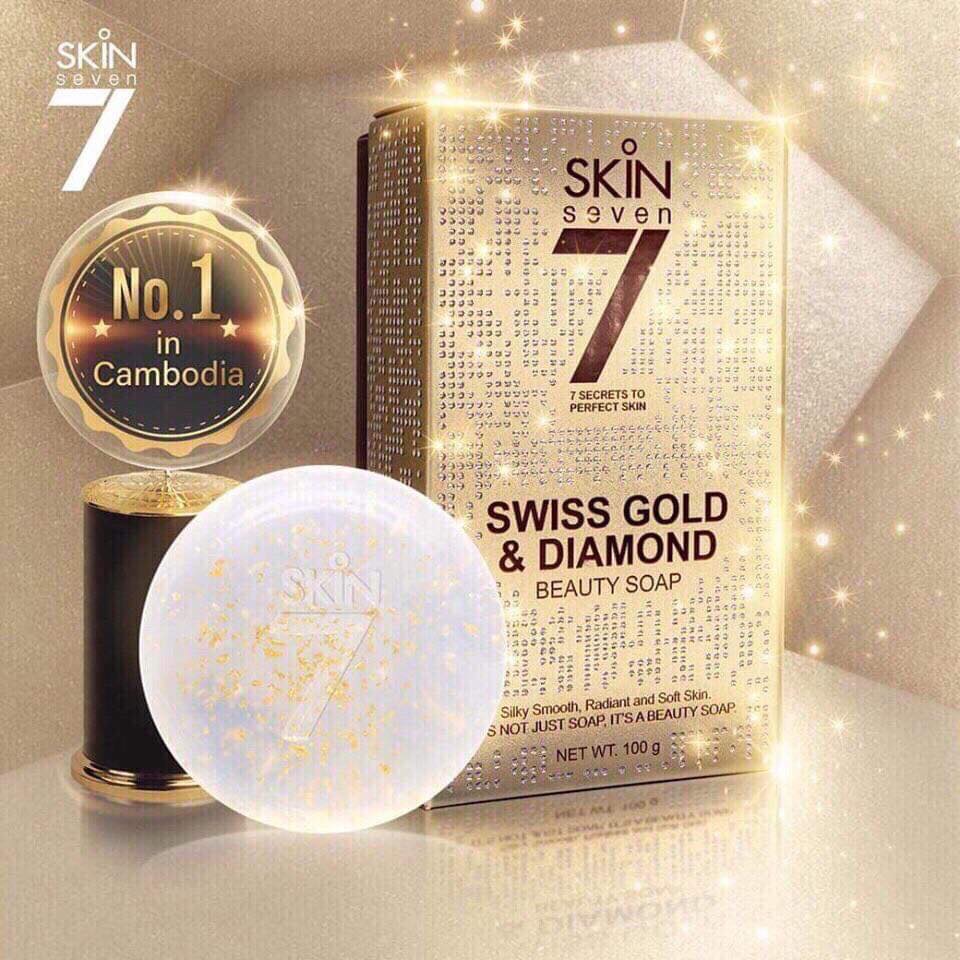 SKIN
seven
7
No.1
in
Cambodia
SKIN
seven
7
7 SECRETS TO
PERFECT SKIN
SWISS GOLD
& DIAMOND
BEAUTY SOAP
Silky Smooth, Radiant and Soft Skin.
S NOT JUST SOAP, IT'S A BEAUTY SOAP.
NET WT. 100 g
SKIN
7